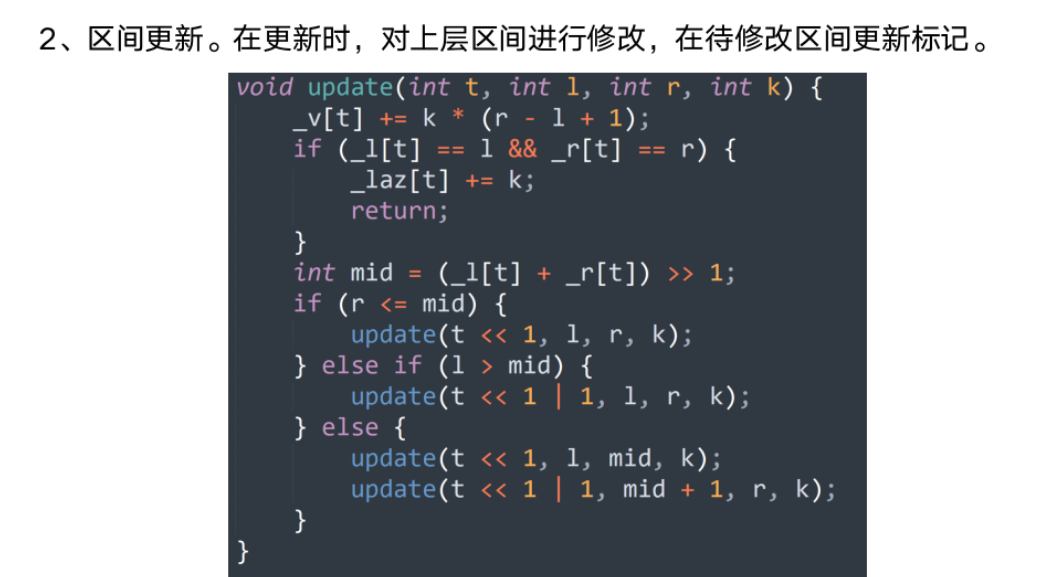 2、区间更新。在更新时，对上层区间进行修改，在待修改区间更新标记。
void update(int t, int l, int r, int k) {
    _v[t] += k * (r - l + 1);
    if (_l[t] == l && _r[t] == r) {
        _laz[t] += k;
        return;
    }
    int mid = (_l[t] + _r[t]) >> 1;
    if (r <= mid) {
        update(t << 1, l, r, k);
    } else if (l > mid) {
        update(t << 1 | 1, l, r, k);
    } else {
        update(t << 1, l, mid, k);
        update(t << 1 | 1, mid + 1, r, k);
    }
}